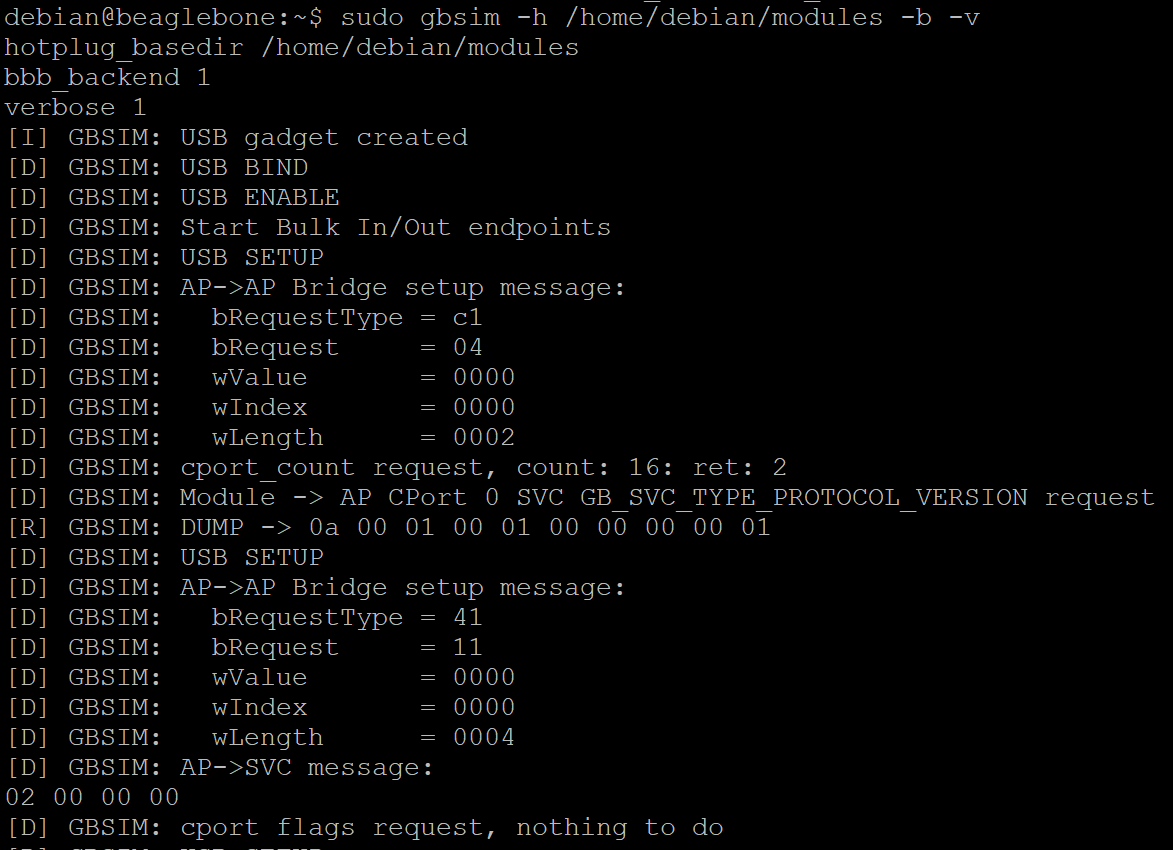 debian@beaglebone:~$ sudo gbsim -h /home/debian/modules -b -v
hotplug_basedir /home/debian/modules
bbb_backend 1
verbose 1
[I] GBSIM: USB gadget created
[D] GBSIM: USB BIND
[D] GBSIM: USB ENABLE
[D] GBSIM: Start Bulk In/Out endpoints
[D] GBSIM: USB SETUP
[D] GBSIM: AP->AP Bridge setup message:
[D] GBSIM:   bRequestType = c1
[D] GBSIM:   bRequest     = 04
[D] GBSIM:   wValue       = 0000
[D] GBSIM:   wIndex       = 0000
[D] GBSIM:   wLength      = 0002
[D] GBSIM: cport_count request, count: 16: ret: 2
[D] GBSIM: Module -> AP CPort 0 SVC GB_SVC_TYPE_PROTOCOL_VERSION request
[R] GBSIM: DUMP -> 0a 00 01 00 01 00 00 00 00 01
[D] GBSIM: USB SETUP
[D] GBSIM: AP->AP Bridge setup message:
[D] GBSIM:   bRequestType = 41
[D] GBSIM:   bRequest     = 11
[D] GBSIM:   wValue       = 0000
[D] GBSIM:   wIndex       = 0000
[D] GBSIM:   wLength      = 0004
[D] GBSIM: AP->SVC message:
02 00 00 00
[D] GBSIM: cport flags request, nothing to do